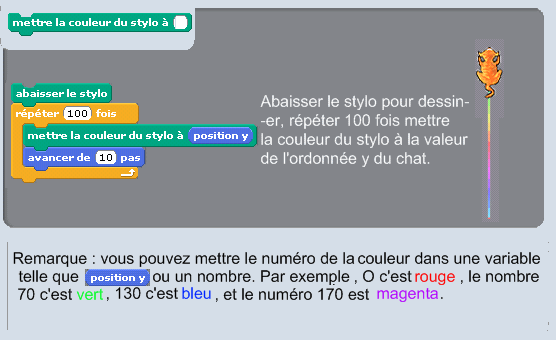 mettre la couleur du stylo à
abaisser le stylo
répéter 100 fois
mettre la couleur du stylo à position y
avancer de 10 pas
Abaisser le stylo pour dessin-
-er, répéter 100 fois mettre
la couleur du stylo à la valeur
de l'ordonnée y du chat.
Remarque : vous pouvez mettre le numéro de la couleur dans une variable
telle que position y ou un nombre. Par exemple , O c'est rouge , le nombre
70 c'est vert , 130 c'est bleu , et le numéro 170 est magenta.